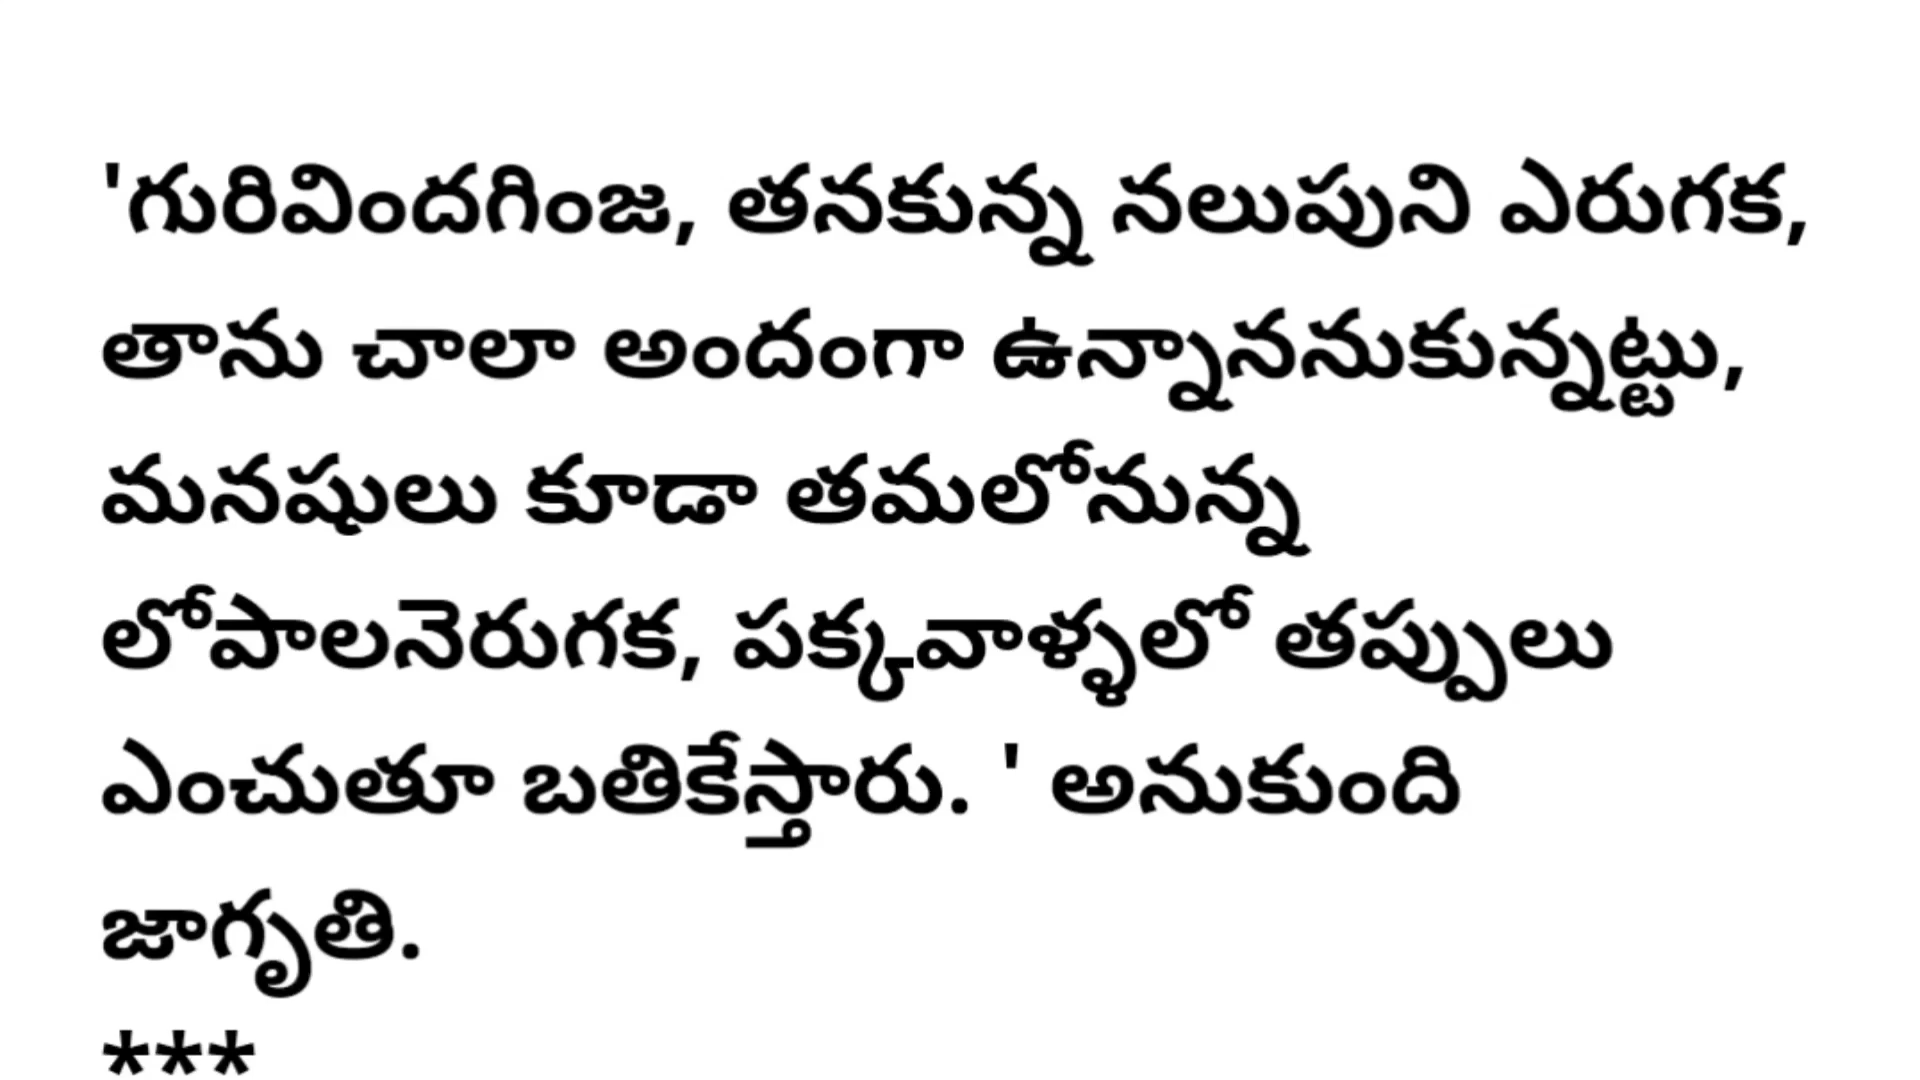 'గురివిందగింజ, తనకున్న నలుపుని ఎరుగక,
తాను చాలా అందంగా ఉన్నాననుకున్నట్టు,
మనషులు కూడా తమలోనున్న
లోపాలనెరుగక, పక్కవాళ్ళలో తప్పులు
ఎంచుతూ బతికేస్తారు. ' అనుకుంది
జాగృతి.
***